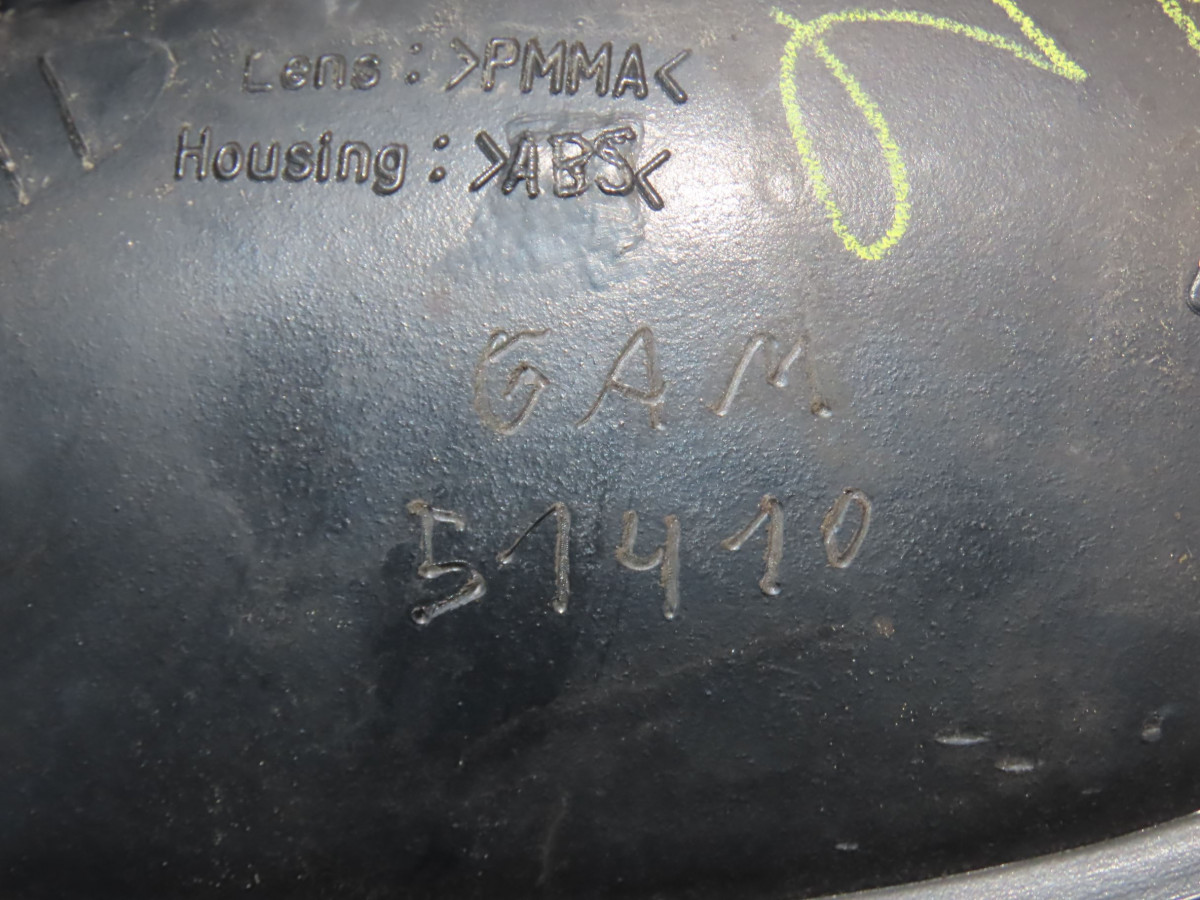 Lens : >PMMA<
Housing : >ABS<
GAM
51410